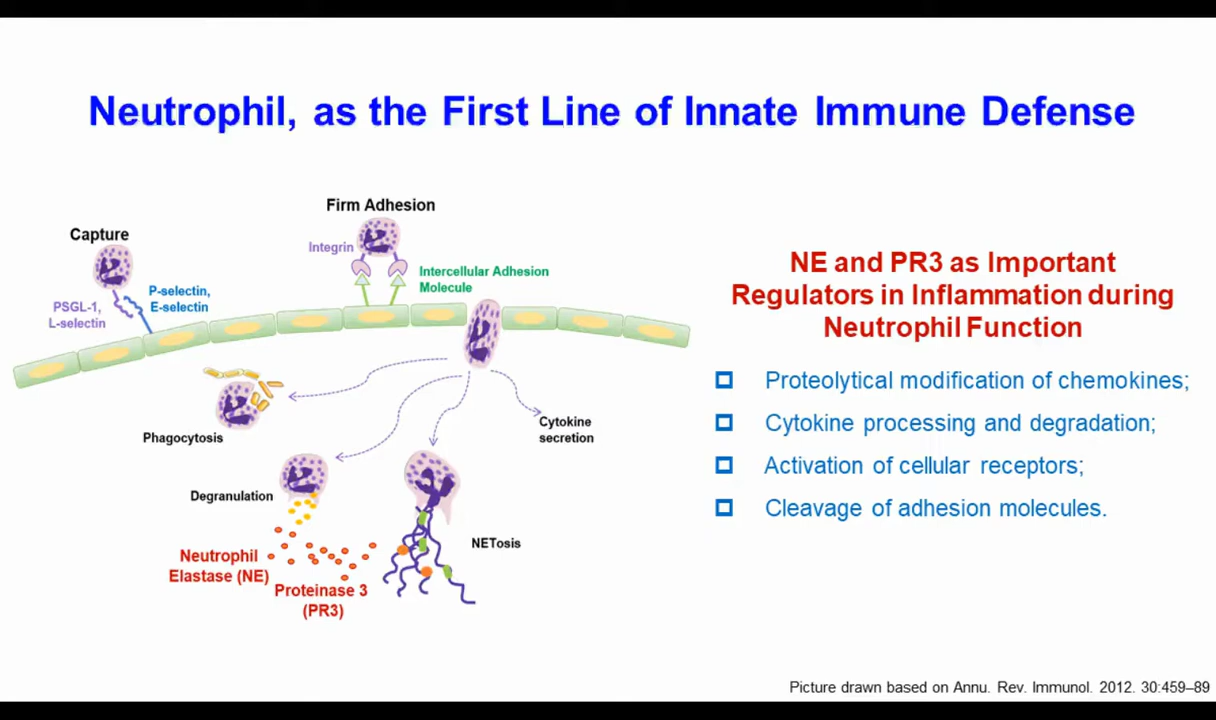 Neutrophil, as the First Line of Innate Immune Defense
Firm Adhesion
Capture
Integrin
Intercellular Adhesion
Molecule
P-selectin,
E-selectin
PSGL-1,
L-selectin
Phagocytosis
Cytokine
secretion
Degranulation
NETosis
Neutrophil
Elastase (NE)
Proteinase 3
(PR3)
NE and PR3 as Important
Regulators in Inflammation during
Neutrophil Function
Proteolytical modification of chemokines;
Cytokine processing and degradation;
Activation of cellular receptors;
Cleavage of adhesion molecules.
Picture drawn based on Annu. Rev. Immunol. 2012. 30:459–89